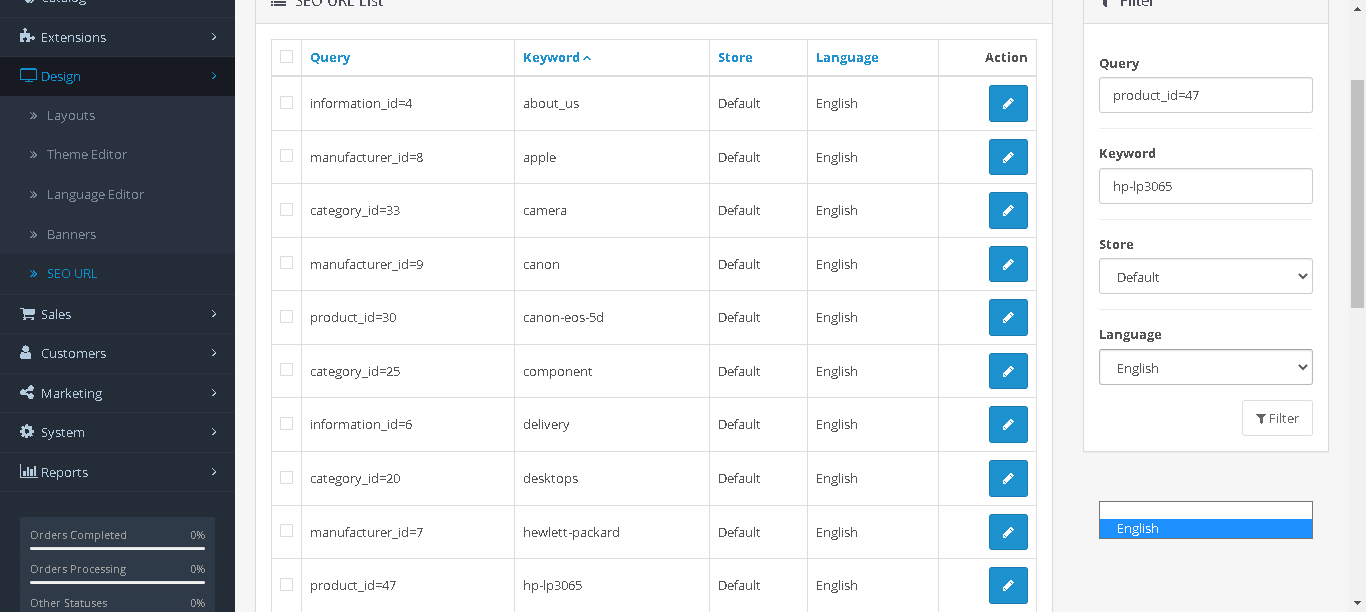 Catalog
Extensions
Design
Layouts
Theme Editor
Language Editor
Banners
SEO URL
Sales
Customers
Marketing
System
Reports
Orders Completed 0%
Orders Processing 0%
Other Statuses 0%
SEO URL List
Query Keyword Store Language Action
information_id=4 about_us Default English
manufacturer_id=8 apple Default English
category_id=33 camera Default English
manufacturer_id=9 canon Default English
product_id=30 canon-eos-5d Default English
category_id=25 component Default English
information_id=6 delivery Default English
category_id=20 desktops Default English
manufacturer_id=7 hewlett-packard Default English
product_id=47 hp-lp3065 Default English
Filter
Query
product_id=47
Keyword
hp-lp3065
Store
Default
Language
English
Filter
English